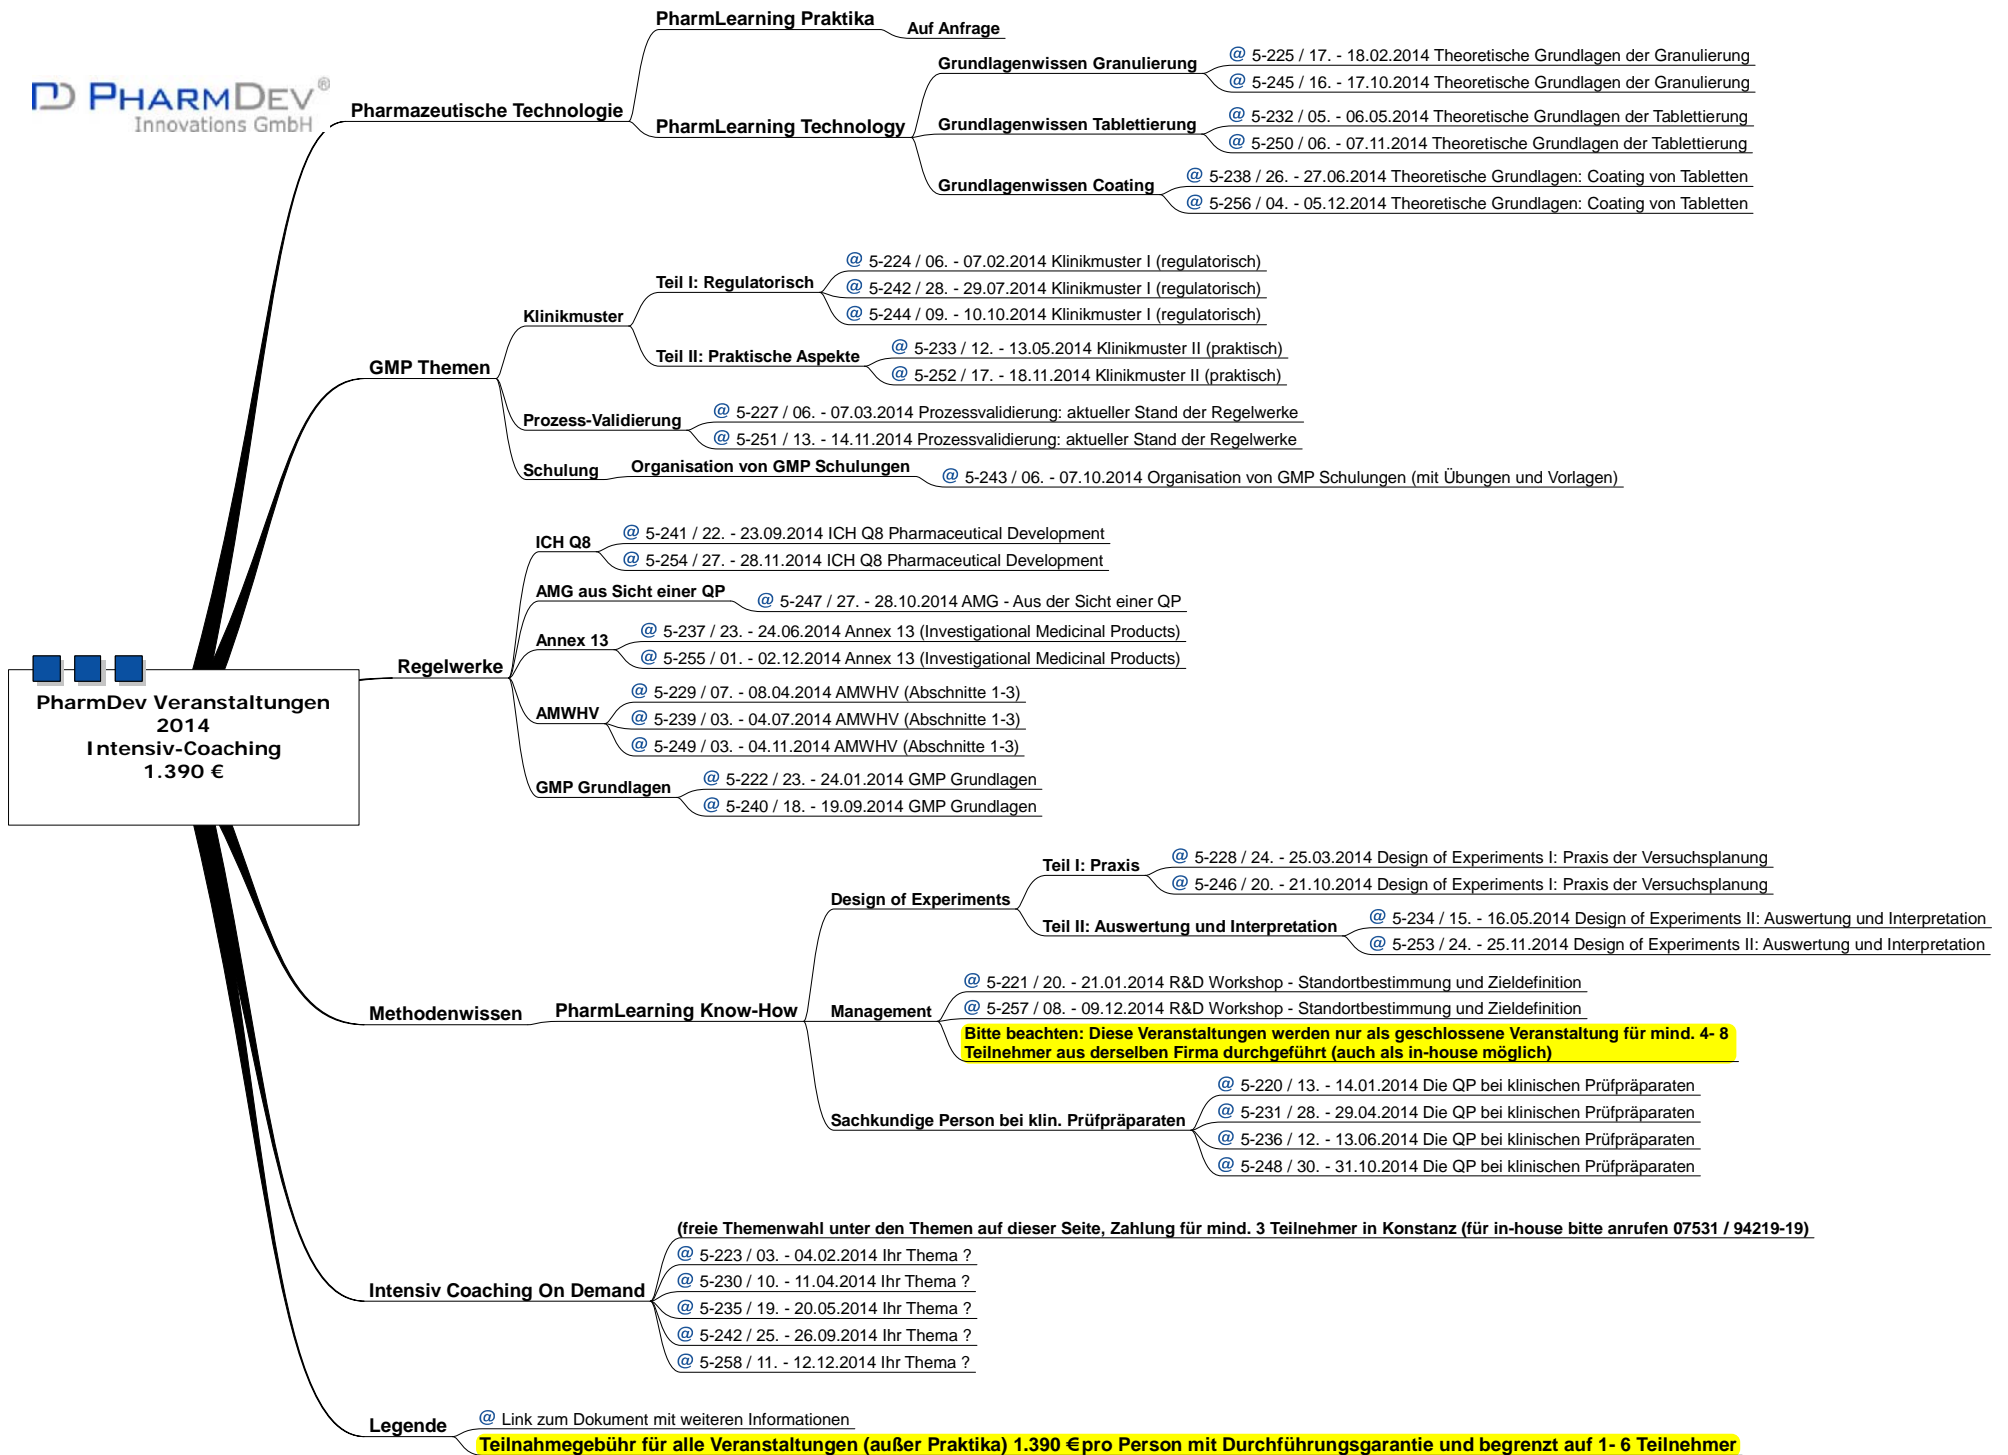 PHARMDEV®
Innovations GmbH
PharmDev Veranstaltungen
2014
Intensiv-Coaching
1.390 €
Pharmazeutische Technologie
PharmLearning Praktika
Auf Anfrage
PharmLearning Technology
Grundlagenwissen Granulierung
@ 5-225 / 17. - 18.02.2014 Theoretische Grundlagen der Granulierung
@ 5-245 / 16. - 17.10.2014 Theoretische Grundlagen der Granulierung
Grundlagenwissen Tablettierung
@ 5-232 / 05. - 06.05.2014 Theoretische Grundlagen der Tablettierung
@ 5-250 / 06. - 07.11.2014 Theoretische Grundlagen der Tablettierung
Grundlagenwissen Coating
@ 5-238 / 26. - 27.06.2014 Theoretische Grundlagen: Coating von Tabletten
@ 5-256 / 04. - 05.12.2014 Theoretische Grundlagen: Coating von Tabletten
GMP Themen
Klinikmuster
Teil I: Regulatorisch
@ 5-224 / 06. - 07.02.2014 Klinikmuster I (regulatorisch)
@ 5-242 / 28. - 29.07.2014 Klinikmuster I (regulatorisch)
@ 5-244 / 09. - 10.10.2014 Klinikmuster I (regulatorisch)
Teil II: Praktische Aspekte
@ 5-233 / 12. - 13.05.2014 Klinikmuster II (praktisch)
@ 5-252 / 17. - 18.11.2014 Klinikmuster II (praktisch)
Prozess-Validierung
@ 5-227 / 06. - 07.03.2014 Prozessvalidierung: aktueller Stand der Regelwerke
@ 5-251 / 13. - 14.11.2014 Prozessvalidierung: aktueller Stand der Regelwerke
Schulung
Organisation von GMP Schulungen
@ 5-243 / 06. - 07.10.2014 Organisation von GMP Schulungen (mit Übungen und Vorlagen)
Regelwerke
ICH Q8
@ 5-241 / 22. - 23.09.2014 ICH Q8 Pharmaceutical Development
@ 5-254 / 27. - 28.11.2014 ICH Q8 Pharmaceutical Development
AMG aus Sicht einer QP
@ 5-247 / 27. - 28.10.2014 AMG - Aus der Sicht einer QP
Annex 13
@ 5-237 / 23. - 24.06.2014 Annex 13 (Investigational Medicinal Products)
@ 5-255 / 01. - 02.12.2014 Annex 13 (Investigational Medicinal Products)
AMWHV
@ 5-229 / 07. - 08.04.2014 AMWHV (Abschnitte 1-3)
@ 5-239 / 03. - 04.07.2014 AMWHV (Abschnitte 1-3)
@ 5-249 / 03. - 04.11.2014 AMWHV (Abschnitte 1-3)
GMP Grundlagen
@ 5-222 / 23. - 24.01.2014 GMP Grundlagen
@ 5-240 / 18. - 19.09.2014 GMP Grundlagen
Methodenwissen
PharmLearning Know-How
Design of Experiments
Teil I: Praxis
@ 5-228 / 24. - 25.03.2014 Design of Experiments I: Praxis der Versuchsplanung
@ 5-246 / 20. - 21.10.2014 Design of Experiments I: Praxis der Versuchsplanung
Teil II: Auswertung und Interpretation
@ 5-234 / 15. - 16.05.2014 Design of Experiments II: Auswertung und Interpretation
@ 5-253 / 24. - 25.11.2014 Design of Experiments II: Auswertung und Interpretation
Management
@ 5-221 / 20. - 21.01.2014 R&D Workshop - Standortbestimmung und Zieldefinition
@ 5-257 / 08. - 09.12.2014 R&D Workshop - Standortbestimmung und Zieldefinition
Bitte beachten: Diese Veranstaltungen werden nur als geschlossene Veranstaltung für mind. 4- 8
Teilnehmer aus derselben Firma durchgeführt (auch als in-house möglich)
Sachkundige Person bei klin. Prüfpräparaten
@ 5-220 / 13. - 14.01.2014 Die QP bei klinischen Prüfpräparaten
@ 5-231 / 28. - 29.04.2014 Die QP bei klinischen Prüfpräparaten
@ 5-236 / 12. - 13.06.2014 Die QP bei klinischen Prüfpräparaten
@ 5-248 / 30. - 31.10.2014 Die QP bei klinischen Prüfpräparaten
Intensiv Coaching On Demand
(freie Themenwahl unter den Themen auf dieser Seite, Zahlung für mind. 3 Teilnehmer in Konstanz (für in-house bitte anrufen 07531 / 94219-19)
@ 5-223 / 03. - 04.02.2014 Ihr Thema ?
@ 5-230 / 10. - 11.04.2014 Ihr Thema ?
@ 5-235 / 19. - 20.05.2014 Ihr Thema ?
@ 5-242 / 25. - 26.09.2014 Ihr Thema ?
@ 5-258 / 11. - 12.12.2014 Ihr Thema ?
Legende
@ Link zum Dokument mit weiteren Informationen
Teilnahmegebühr für alle Veranstaltungen (außer Praktika) 1.390 €pro Person mit Durchführungsgarantie und begrenzt auf 1- 6 Teilnehmer